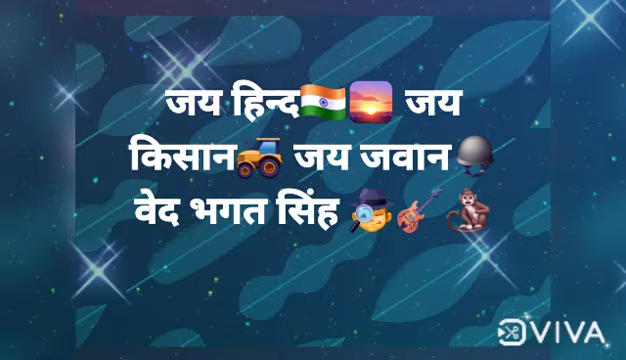 जय हिन्द🇮🇳🌅 जय
किसान🚜 जय जवान🪖
वेद भगत सिंह 🕵️🎸🐒
VIVA